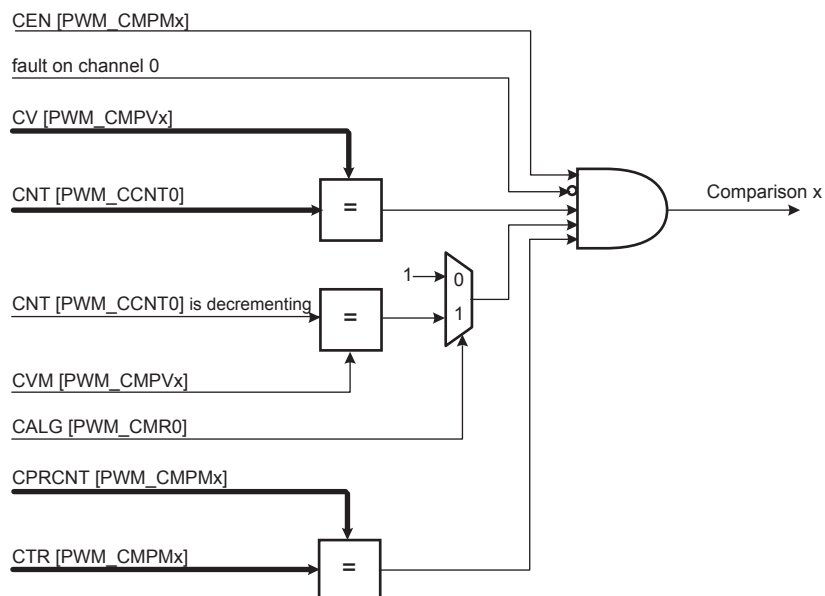 CEN [PWM_CMPMx]
fault on channel 0
CV [PWM_CMPVx]
CNT [PWM_CCNT0]
=
Comparison x
1
0
CNT [PWM_CCNT0] is decrementing
=
1
CVM [PWM_CMPVx]
CALG [PWM_CMR0]
CPRCNT [PWM_CMPMx]
CTR [PWM_CMPMx]
=